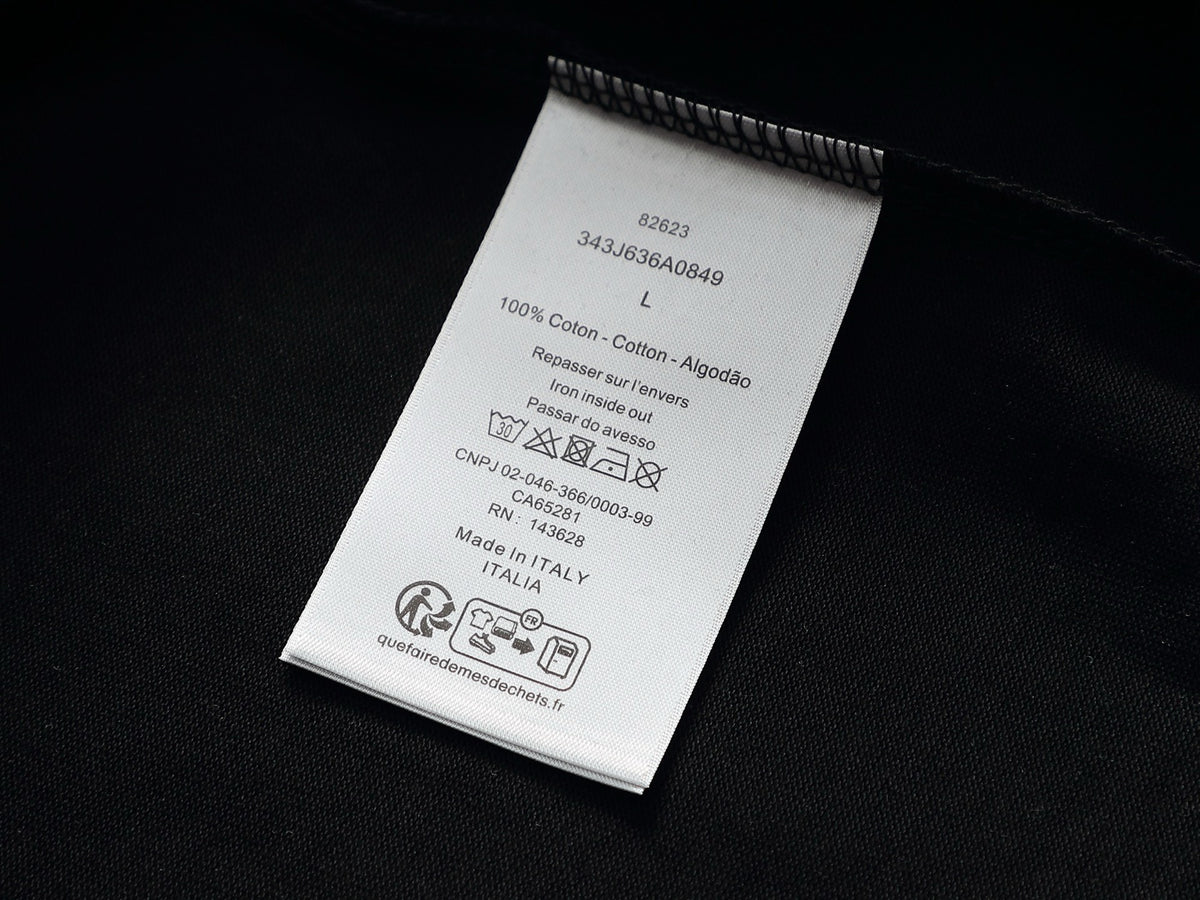 82623
343J636A0849
L
100% Coton - Cotton - Algodão
Repasser sur l'envers
Iron inside out
Passar do avesso
30
CNPJ 02-046-366/0003-99
CA65281
RN : 143628
Made In ITALY
ITALIA
FR
quefairedemesdechets.fr